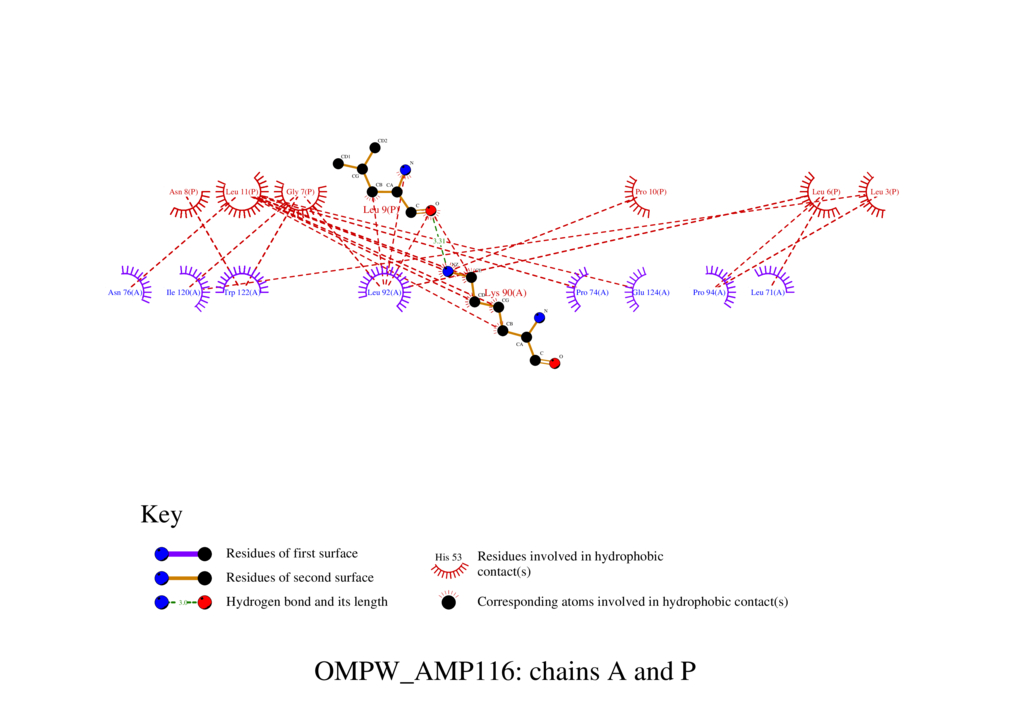 CD2
CD1
N
CG
CB
CA
Asn 8(P)
Leu 11(P)
Gly 7(P)
Pro 10(P)
Leu 6(P)
Leu 3(P)
C
O
Leu 9(P)
3.31
NZ
Asn 76(A)
Ile 120(A)
Trp 122(A)
Leu 92(A)
Lys 90(A)
Pro 74(A)
Glu 124(A)
Pro 94(A)
Leu 71(A)
CG
N
CB
CA
C
O
Key
Residues of first surface
Residues of second surface
Hydrogen bond and its length
3.0
His 53
Residues involved in hydrophobic
contact(s)
Corresponding atoms involved in hydrophobic contact(s)
OMPW_AMP116: chains A and P